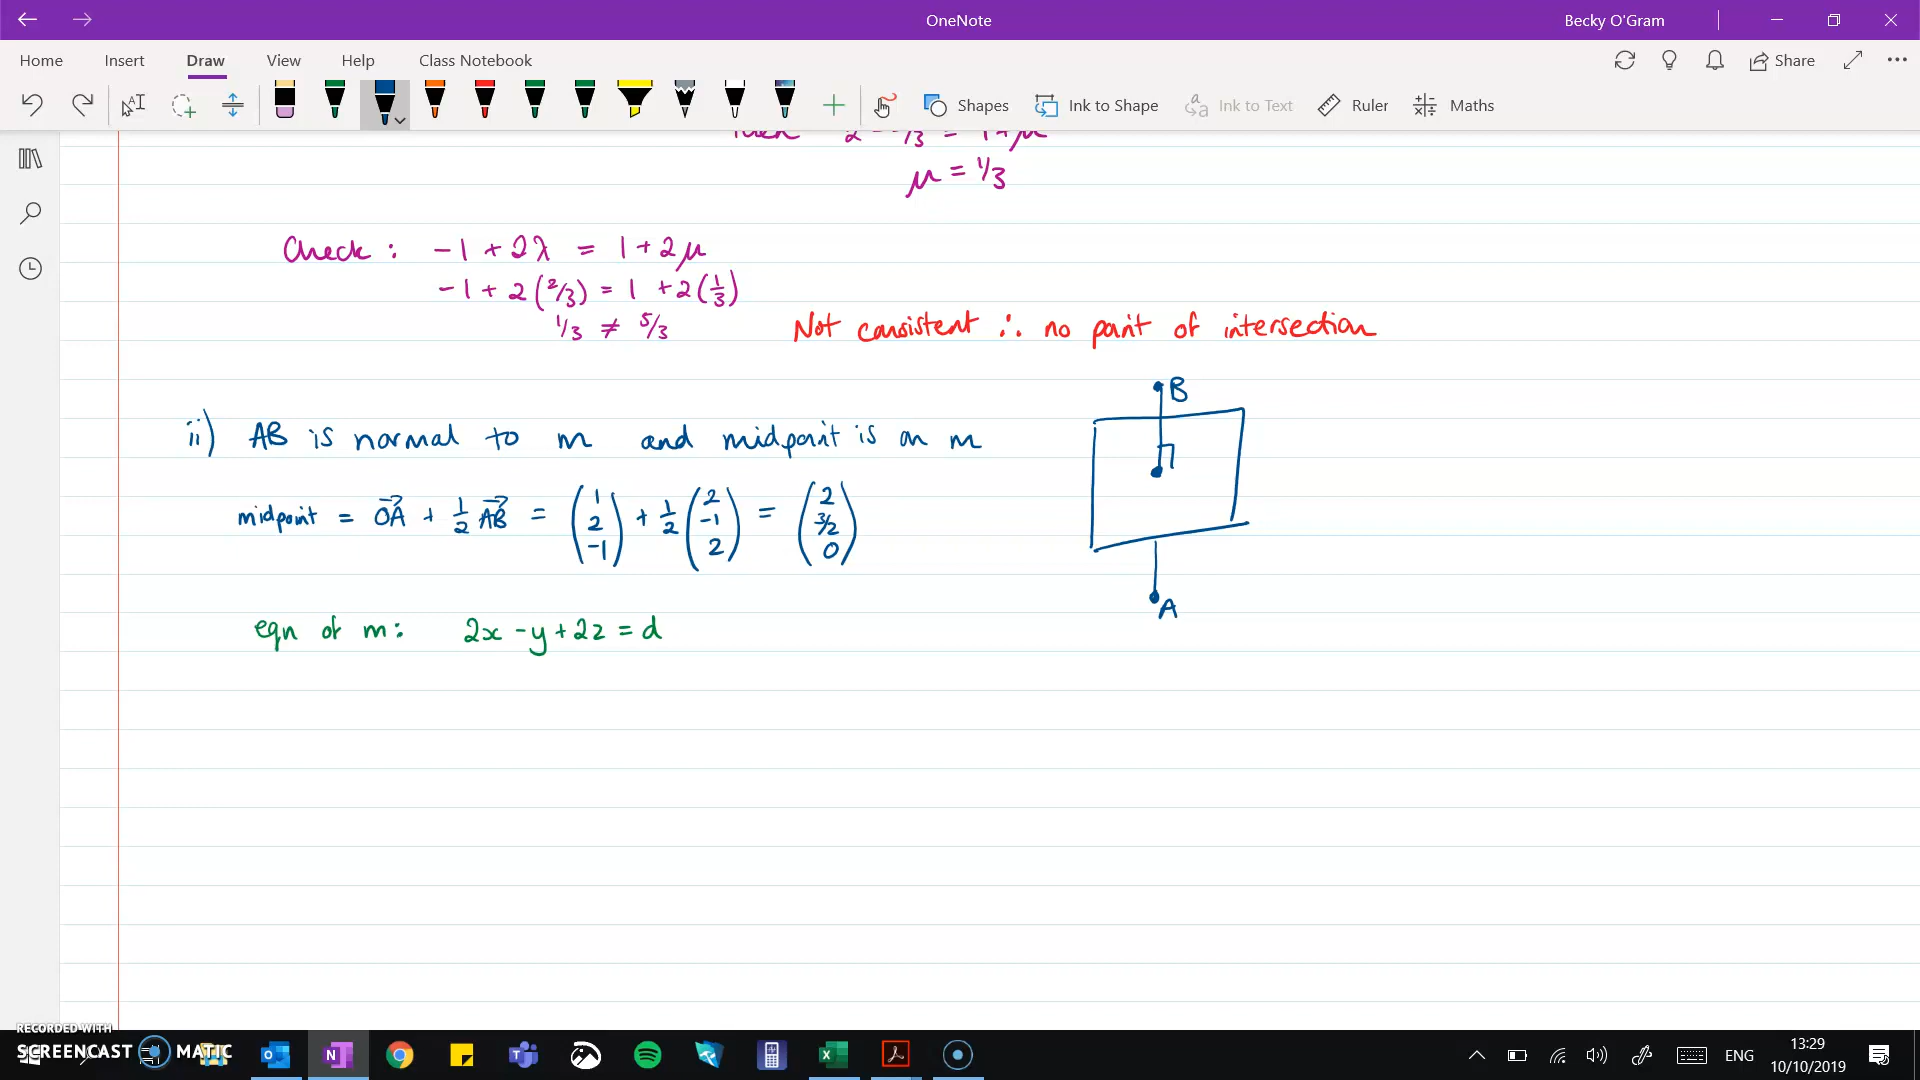 OneNote
Becky O'Gram
Home Insert Draw View Help Class Notebook
Share
Shapes Ink to Shape Ink to Text Ruler Maths
μ = 1/3
Check : -1 + 2λ = 1 + 2μ
-1 + 2(2/3) = 1 + 2(1/3)
1/3 ≠ 5/3
Not consistent ∴ no point of intersection
B
ii) AB is normal to m and midpoint is on m
midpoint = OA + 1/2 AB = (1 2 -1) + 1/2 (2 -1 2) = (2 3/2 0)
A
eqn of m: 2x - y + 2z = d
RECORDED WITH
SCREENCAST MATIC
ENG
13:29
10/10/2019